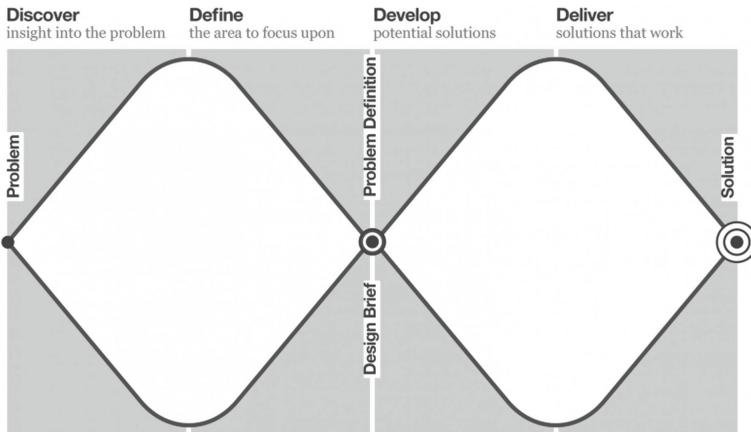 Discover
insight into the problem
Define
the area to focus upon
Develop
potential solutions
Deliver
solutions that work
Problem
Problem Definition
Design Brief
Solution